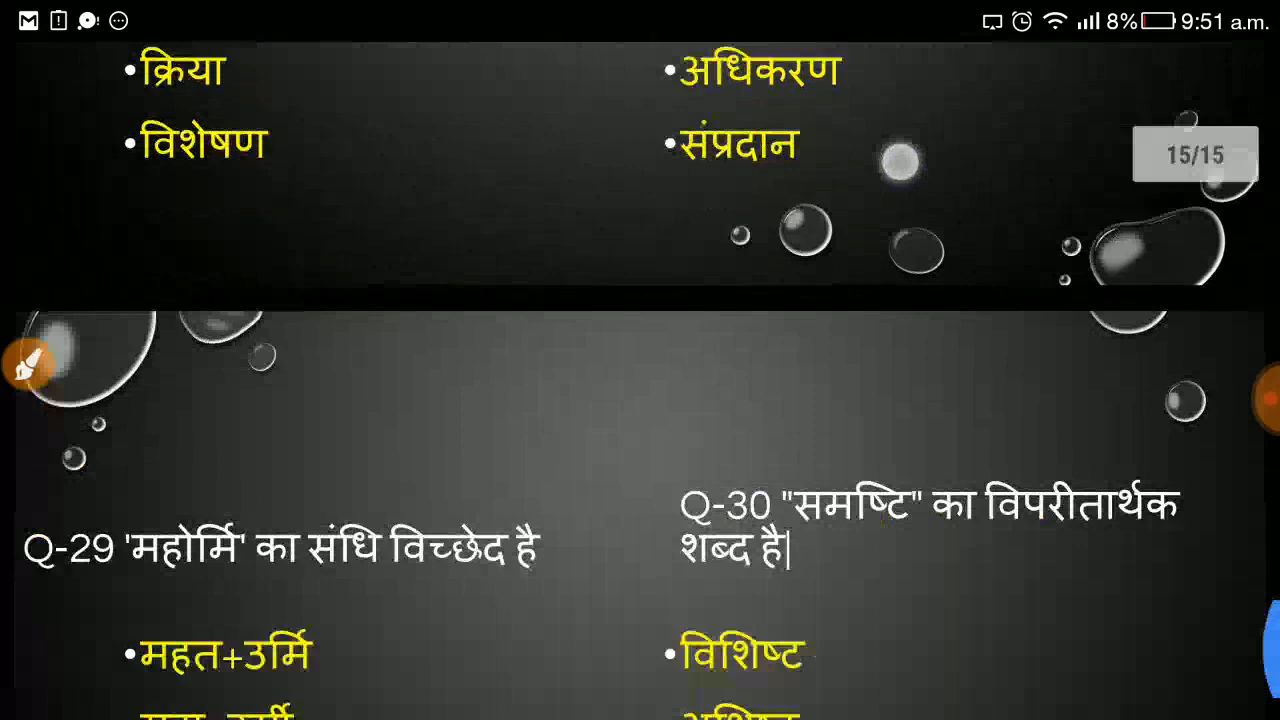 8% 9:51 a.m.
•क्रिया
•विशेषण
•अधिकरण
•संप्रदान
15/15
Q-29 'महोर्मि' का संधि विच्छेद है
•महत+उर्मि
Q-30 "समष्टि" का विपरीतार्थक
शब्द है|
•विशिष्ट